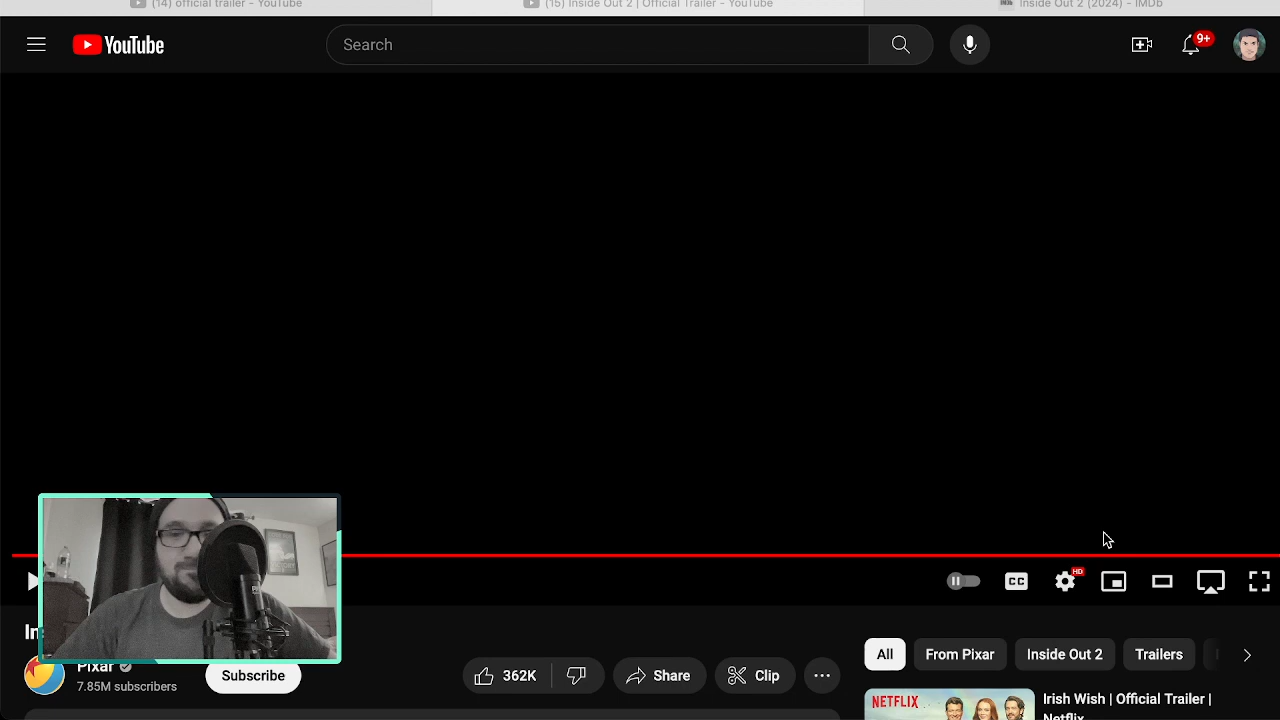 (14) official trailer - YouTube
(15) Inside Out 2 | Official Trailer - YouTube
Inside Out 2 (2024) - IMDb
YouTube
Search
9+
CC
HD
Pixar
7.85M subscribers
Subscribe
362K
Share
Clip
All
From Pixar
Inside Out 2
Trailers
NETFLIX
Irish Wish | Official Trailer |
Netflix